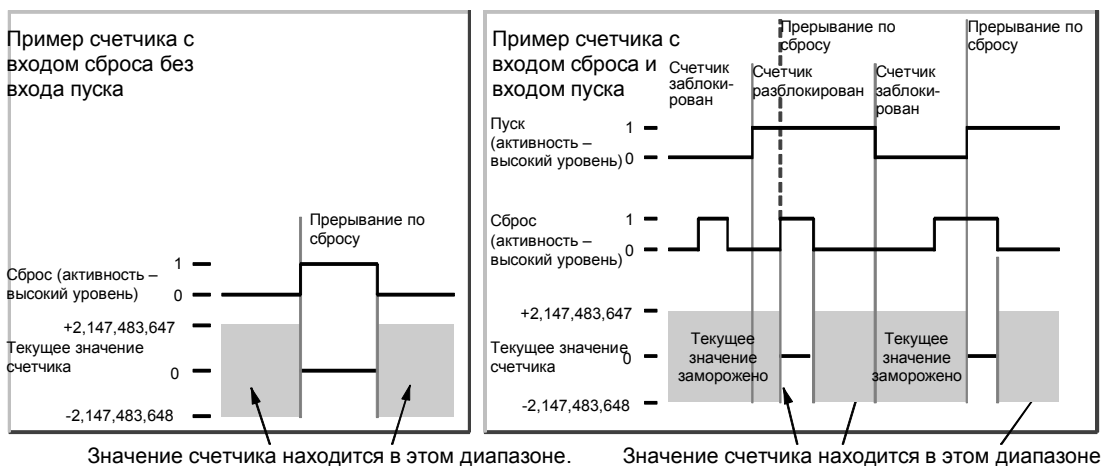 Пример счетчика с
входом сброса без
входа пуска
Прерывание по
сбросу
Сброс (активность –
высокий уровень)
1
0
+2,147,483,647
Текущее значение
счетчика
0
-2,147,483,648
Значение счетчика находится в этом диапазоне.
Пример счетчика с
входом сброса и
входом пуска
Счетчик
заблоки-
рован
Счетчик
разблокирован
Прерывание по
сбросу
Счетчик
заблоки-
рован
Прерывание по
сбросу
Пуск
(активность –
высокий уровень)
1
0
Сброс
(активность –
высокий уровень)
1
0
+2,147,483,647
Текущее значение
счетчика
0
-2,147,483,648
Текущее
значение
заморожено
Текущее
значение
заморожено
Значение счетчика находится в этом диапазоне